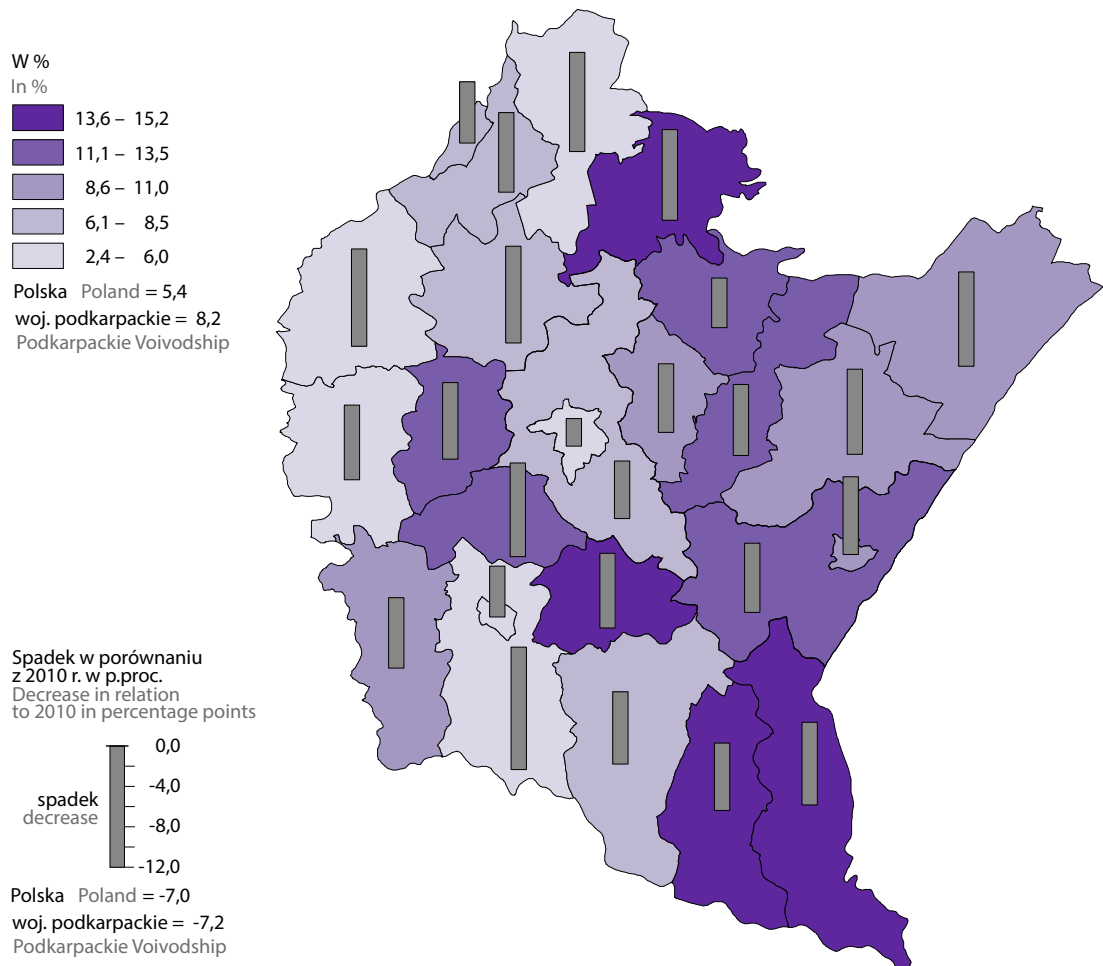 W %
In %
13,6 – 15,2
11,1 – 13,5
8,6 – 11,0
6,1 – 8,5
2,4 – 6,0
Polska Poland = 5,4
woj. podkarpackie = 8,2
Podkarpackie Voivodship
Spadek w porównaniu
z 2010 r. w p.proc.
Decrease in relation
to 2010 in percentage points
0,0
-4,0
spadek
decrease
-8,0
-12,0
Polska Poland = -7,0
woj. podkarpackie = -7,2
Podkarpackie Voivodship